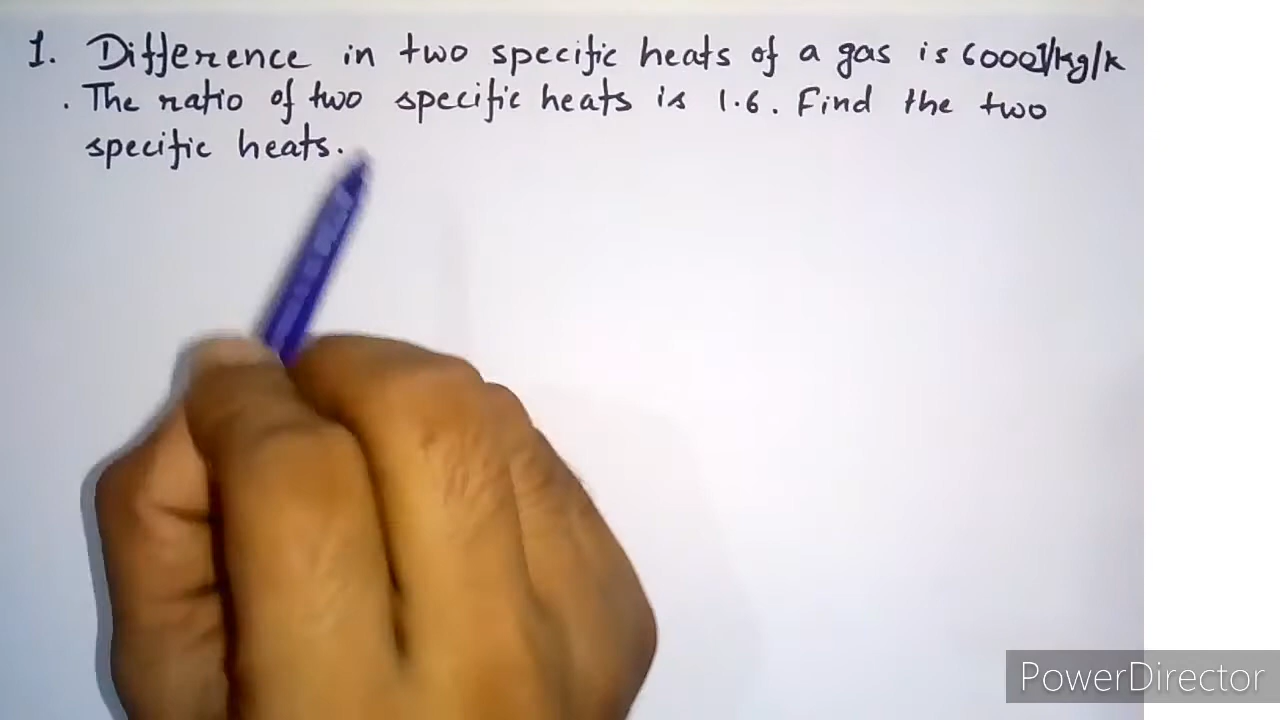 1. Difference in two specific heats of a gas is 6000J/kg/k
. The ratio of two specific heats is 1.6. Find the two
specific heats.
PowerDirector